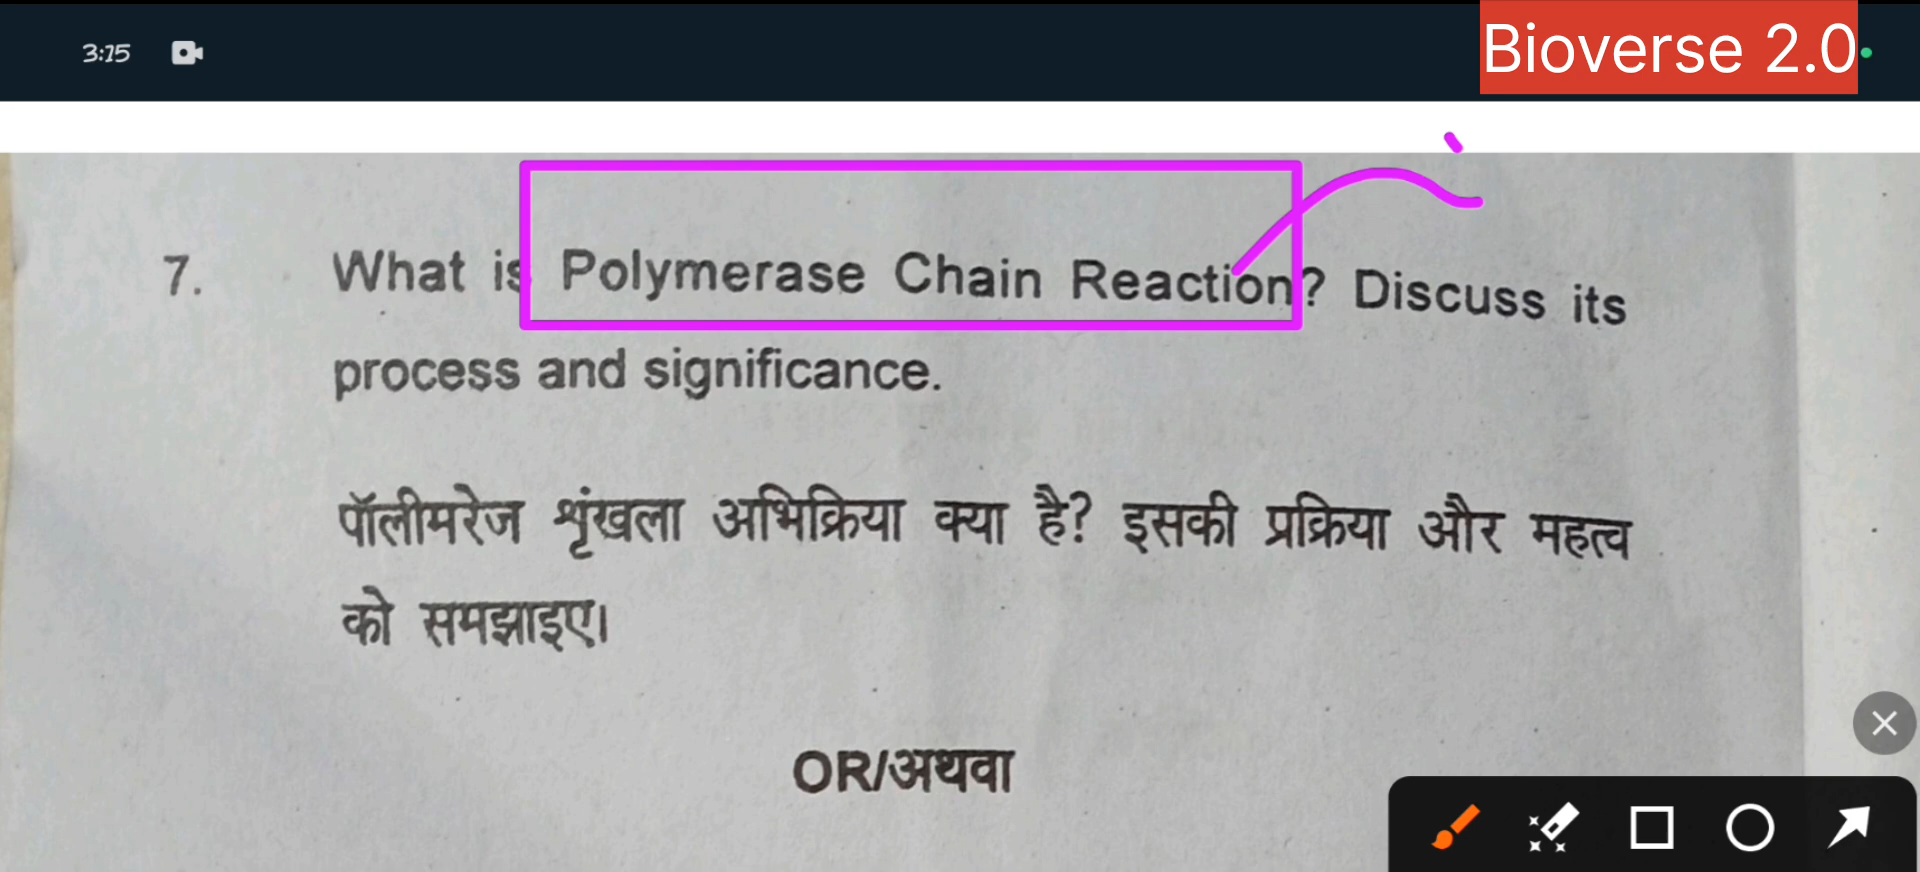 3:15
Bioverse 2.0
7. What is Polymerase Chain Reaction? Discuss its
process and significance.
पॉलीमरेज श्रृंखला अभिक्रिया क्या है? इसकी प्रक्रिया और महत्व
को समझाइए।
OR/अथवा